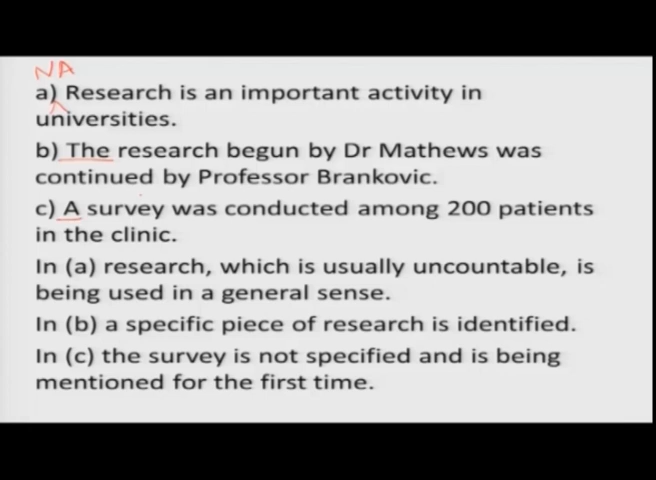 NA
a) Research is an important activity in
universities.
b) The research begun by Dr Mathews was
continued by Professor Brankovic.
c) A survey was conducted among 200 patients
in the clinic.
In (a) research, which is usually uncountable, is
being used in a general sense.
In (b) a specific piece of research is identified.
In (c) the survey is not specified and is being
mentioned for the first time.